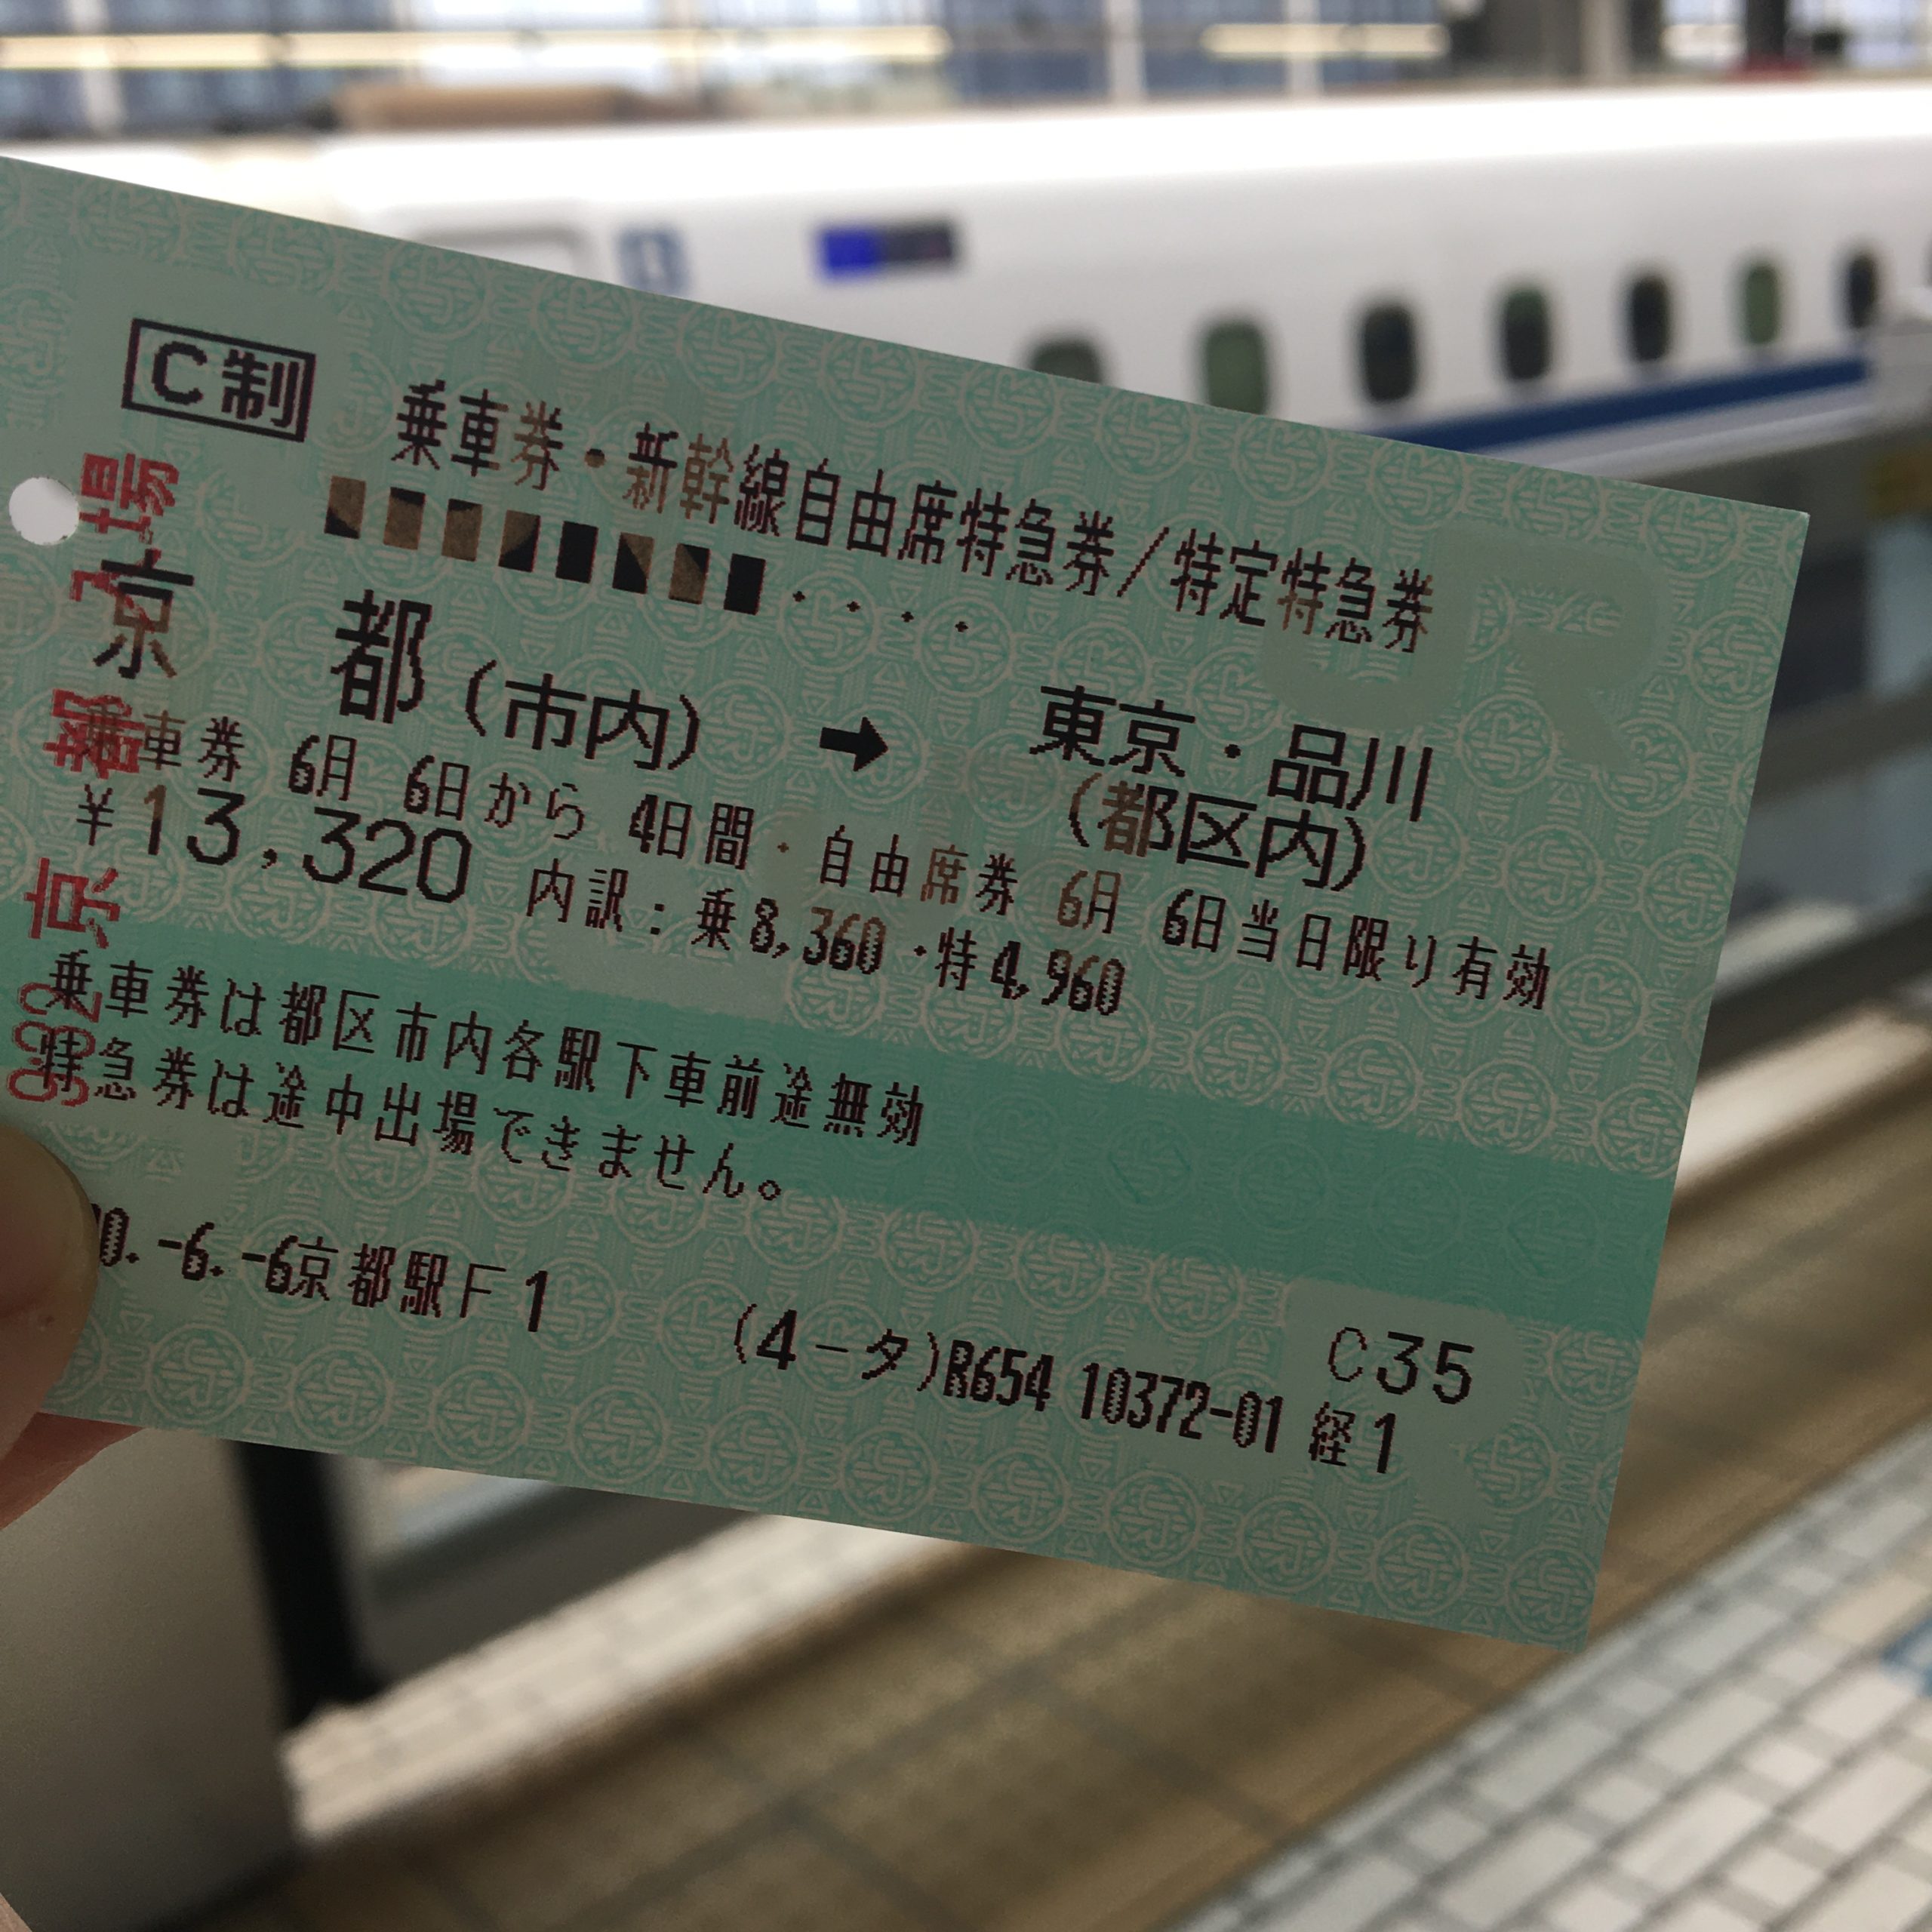 C制
乗車券・新幹線自由席特急券/特定特急券
京都(市内)→東京・品川
(都区内)
乗車券 6月 6日から 4日間・自由席券 6月 6日当日限り有効
¥13,320 内訳:乗8,360・特4,960
乗車券は都区市内各駅下車前途無効
特急券は途中出場できません。
0.-6.-6京都駅F1 (4-タ)R654 10372-01 経1
C35
入場
京都